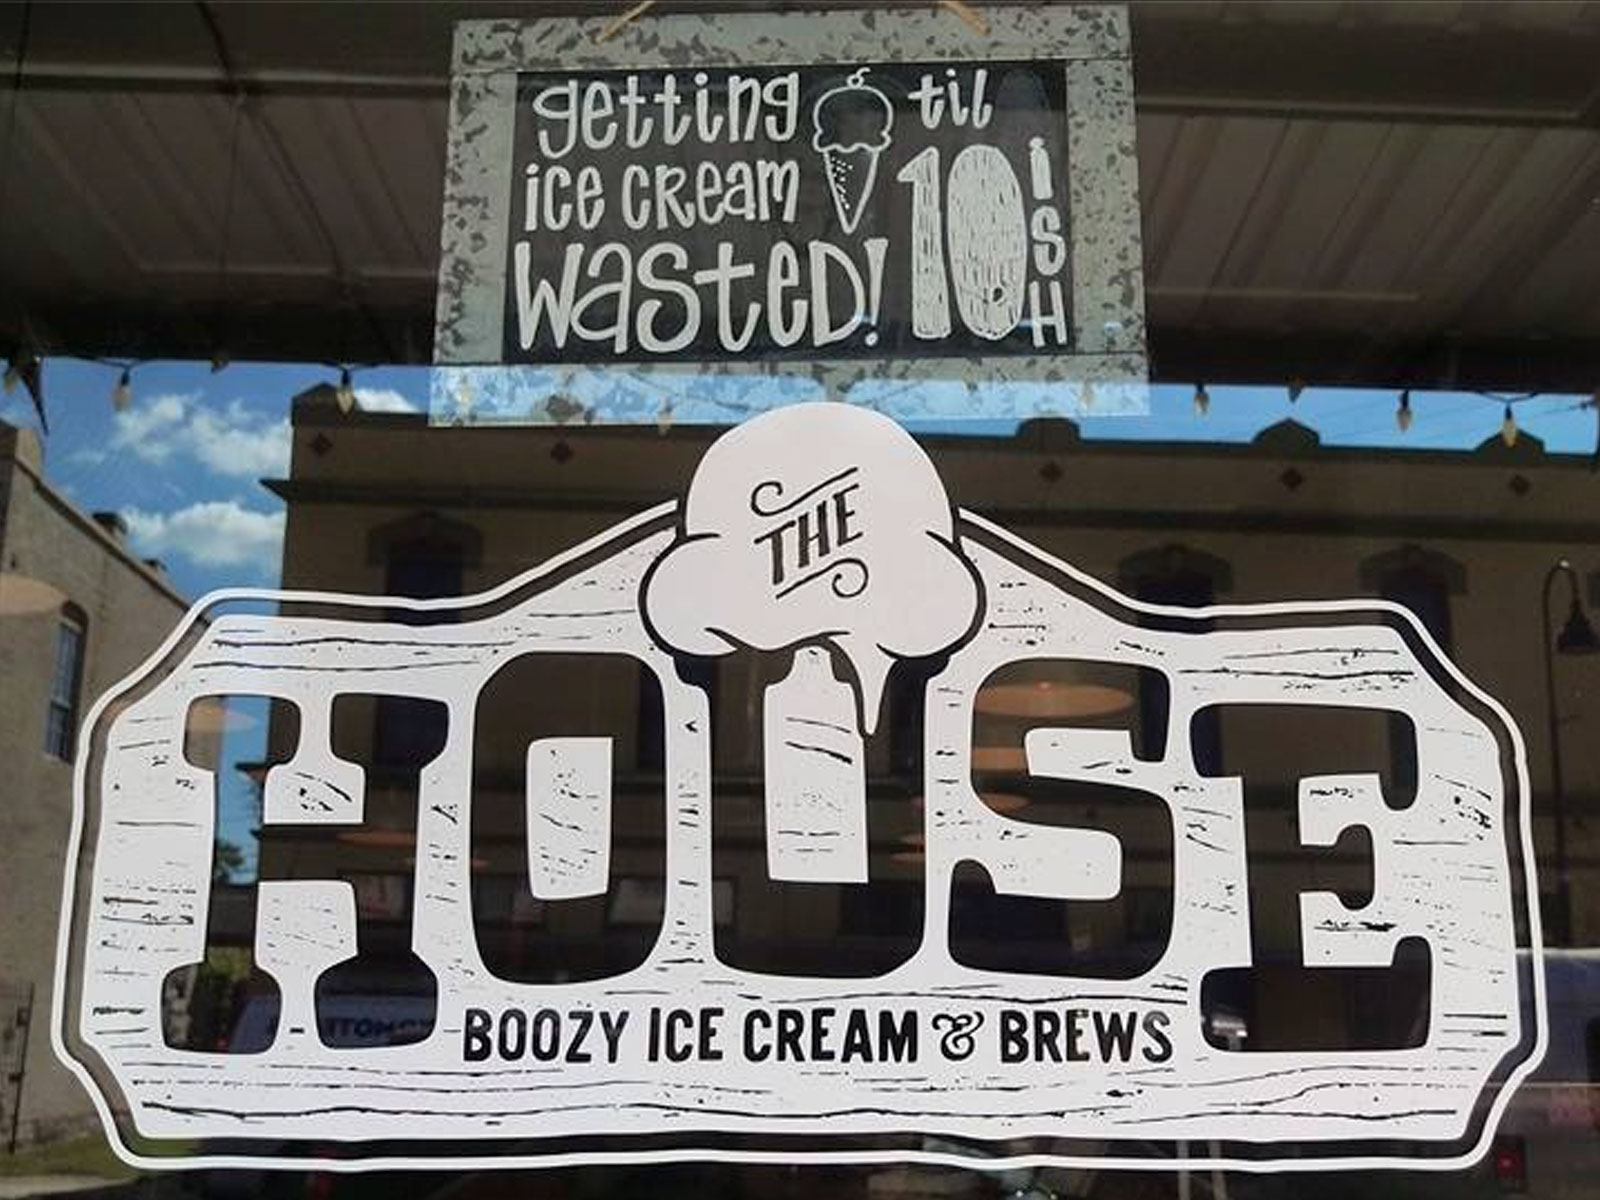 getting
ice cream
wasted!
til
10
ISH
THE
HOUSE
BOOZY ICE CREAM & BREWS